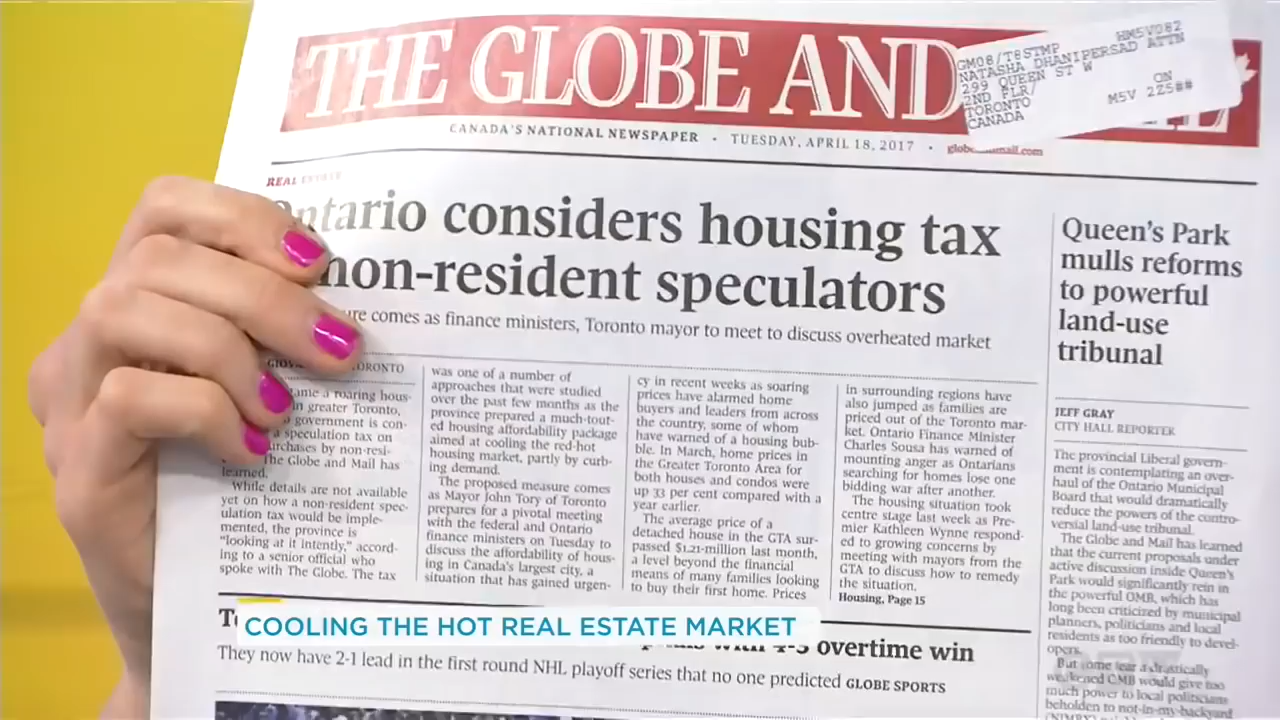 THE GLOBE AND
GM08/T8STMP HM5V082
NATASHA DHANIPERSAD ATTN
299 QUEEN ST W
2ND FLR/
TORONTO ON
CANADA M5V 2Z5##
CANADA'S NATIONAL NEWSPAPER • TUESDAY, APRIL 18, 2017 •
REAL ESTATE
Ontario considers housing tax
non-resident speculators
comes as finance ministers, Toronto mayor to meet to discuss overheated market
TORONTO
a roaring hous-
in greater Toronto,
government is con-
a speculation tax on
by non-resi-
The Globe and Mail has
learned.
While details are not available
yet on how a non-resident spec-
ulation tax would be imple-
mented, the province is
"looking at it intently," accord-
ing to a senior official who
spoke with The Globe. The tax
was one of a number of
approaches that were studied
over the past few months as the
province prepared a much-tout-
ed housing affordability package
aimed at cooling the red-hot
housing market, partly by curb-
ing demand.
The proposed measure comes
as Mayor John Tory of Toronto
prepares for a pivotal meeting
with the federal and Ontario
finance ministers on Tuesday to
discuss the affordability of hous-
ing in Canada's largest city, a
situation that has gained urgen-
cy in recent weeks as soaring
prices have alarmed home
buyers and leaders from across
the country, some of whom
have warned of a housing bub-
ble. In March, home prices in
the Greater Toronto Area for
both houses and condos were
up 33 per cent compared with a
year earlier.
The average price of a
detached house in the GTA sur-
passed $1.21-million last month,
a level beyond the financial
means of many families looking
to buy their first home. Prices
in surrounding regions have
also jumped as families are
priced out of the Toronto mar-
ket. Ontario Finance Minister
Charles Sousa has warned of
mounting anger as Ontarians
searching for homes lose one
bidding war after another.
The housing situation took
centre stage last week as Pre-
mier Kathleen Wynne respond-
ed to growing concerns by
meeting with mayors from the
GTA to discuss how to remedy
the situation.
Housing, Page 15
Queen's Park
mulls reforms
to powerful
land-use
tribunal
JEFF GRAY
CITY HALL REPORTER
The provincial Liberal govern-
ment is contemplating an over-
haul of the Ontario Municipal
Board that would dramatically
reduce the powers of the contro-
versial land-use tribunal.
The Globe and Mail has learned
that the current proposals under
active discussion inside Queen's
Park would significantly rein in
the powerful OMB, which has
long been criticized by municipal
planners, politicians and local
residents as too friendly to devel-
opers.
But some fear a drastically
weakened OMB would give too
much power to local politicians
beholden to not-in-my-backyard
COOLING THE HOT REAL ESTATE MARKET
with 4-3 overtime win
They now have 2-1 lead in the first round NHL playoff series that no one predicted GLOBE SPORTS